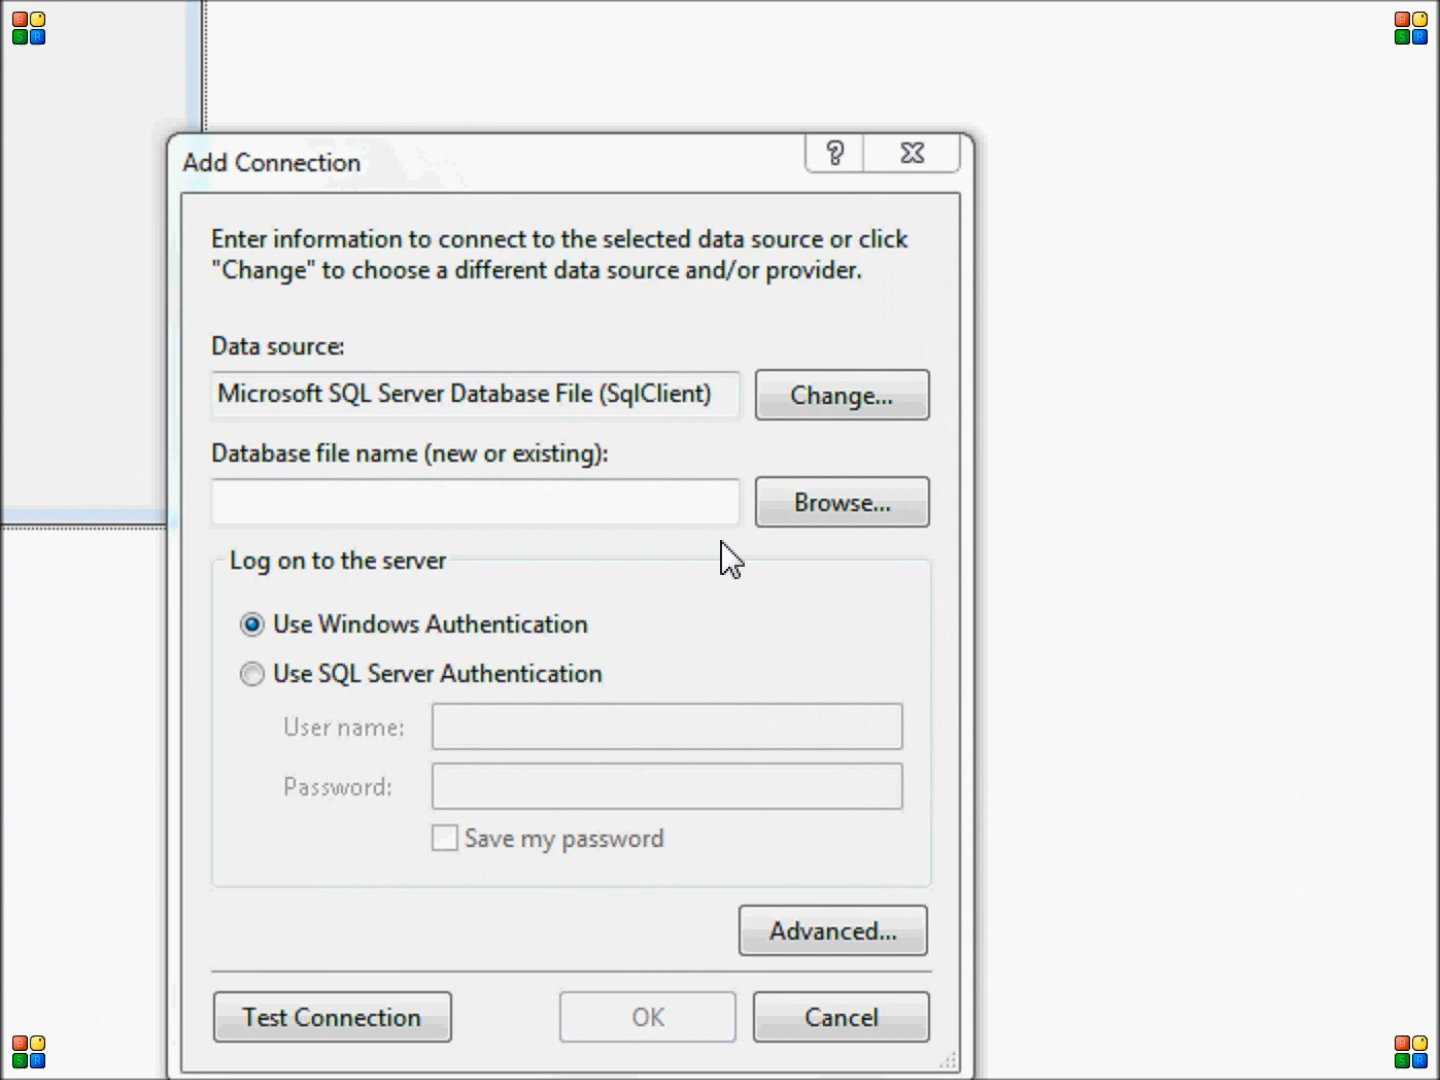 Add Connection
Enter information to connect to the selected data source or click
"Change" to choose a different data source and/or provider.
Data source:
Microsoft SQL Server Database File (SqlClient)
Change...
Database file name (new or existing):
Browse...
Log on to the server
Use Windows Authentication
Use SQL Server Authentication
User name:
Password:
Save my password
Advanced...
Test Connection
OK
Cancel